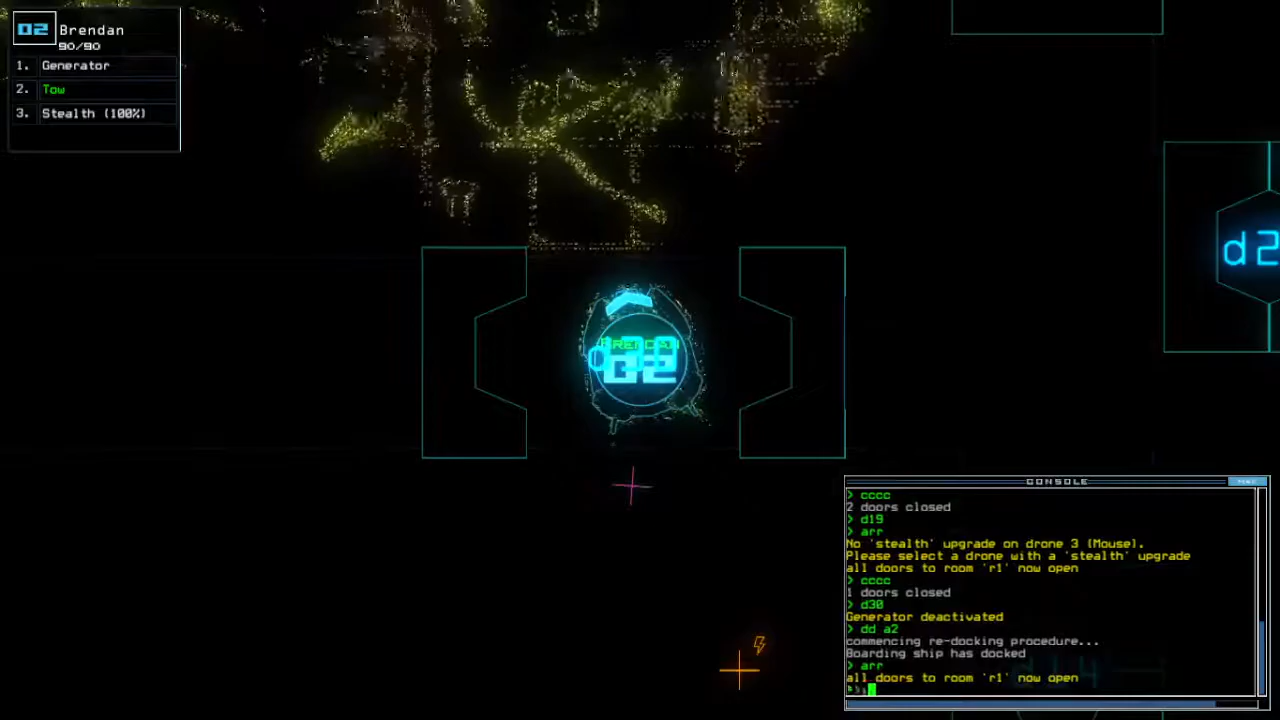 02 Brendan
90/90
1. Generator
2. Tow
3. Stealth (100%)
d2
BRENDAN
02
CONSOLE
> cccc
2 doors closed
> d19
> arr
No 'stealth' upgrade on drone 3 (Mouse).
Please select a drone with a 'stealth' upgrade
all doors to room 'r1' now open
> cccc
1 doors closed
> d30
Generator deactivated
> dd a2
commencing re-docking procedure...
Boarding ship has docked
> arr
all doors to room 'r1' now open
d14